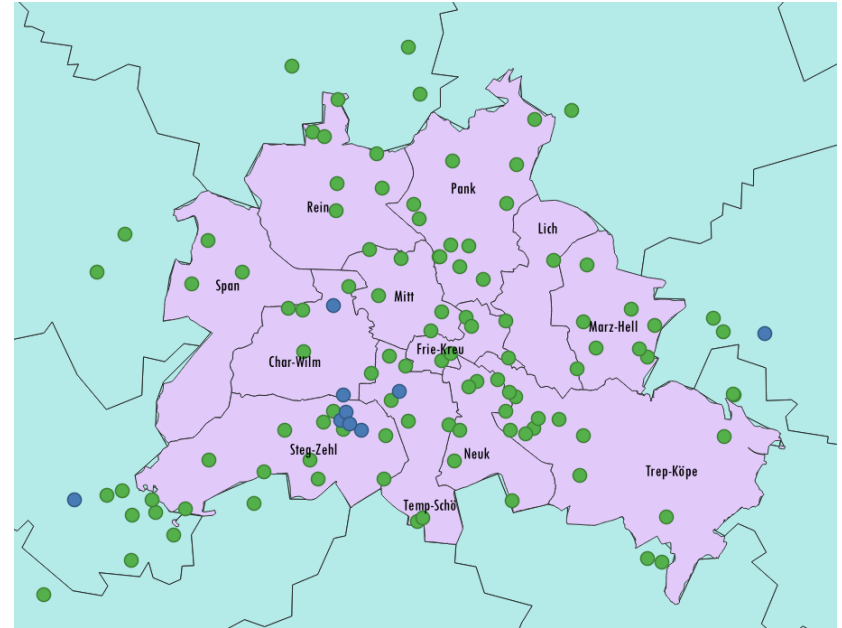 Pank
Rein
Lich
Span
Mitt
Marz-Hell
Frie-Kreu
Char-Wilm
Steg-Zehl
Neuk
Trep-Köpe
Temp-Schö